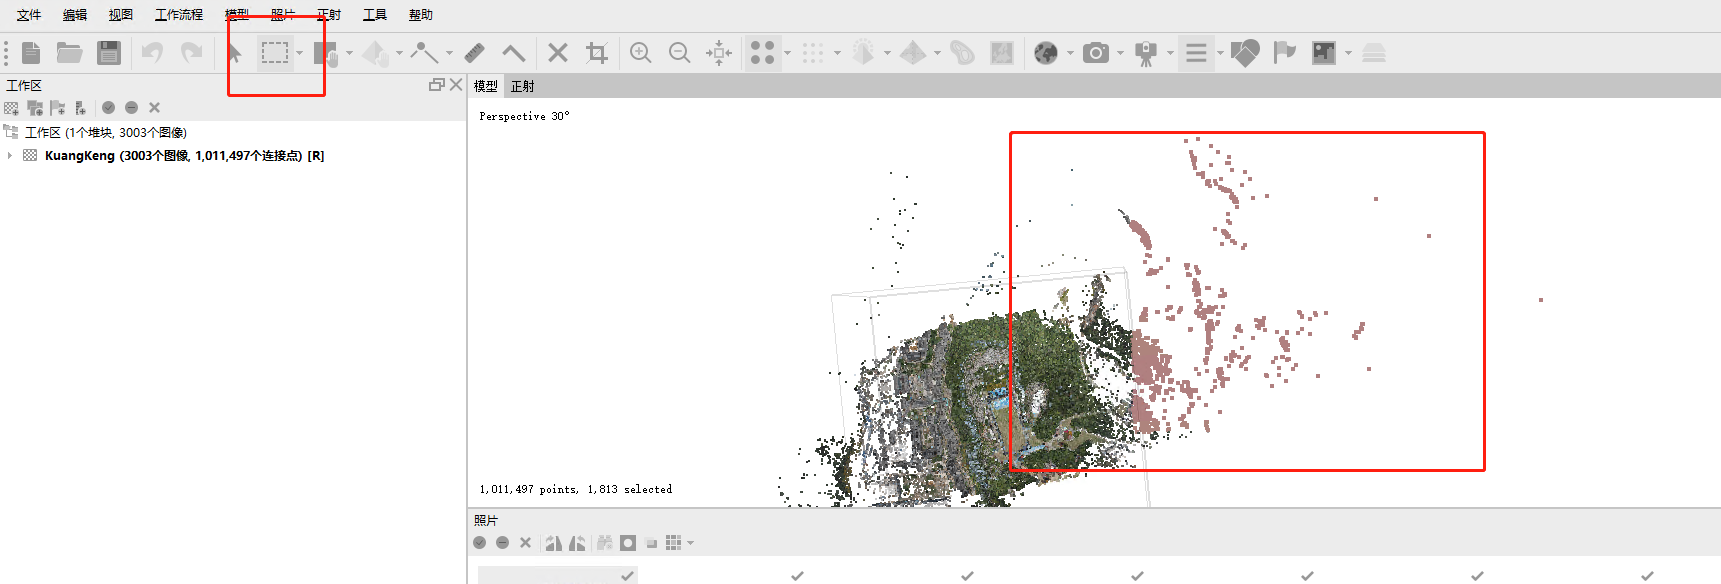 文件 编辑 视图 工作流程 模型 照片 正射 工具 帮助
工作区
模型 正射
工作区 (1个堆块, 3003个图像)
KuangKeng (3003个图像, 1,011,497个连接点) [R]
Perspective 30°
1,011,497 points, 1,813 selected
照片